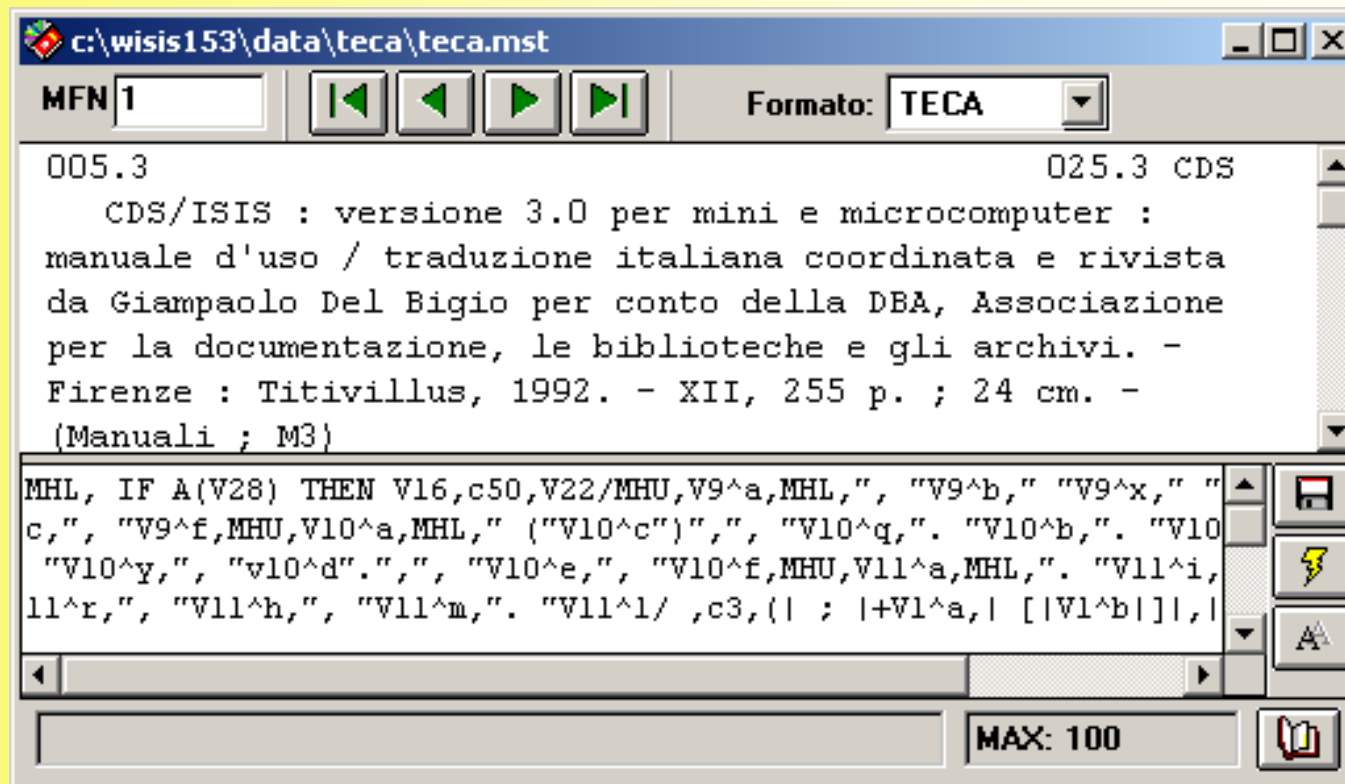 c:\wisis153\data\teca\teca.mst
MFN 1 Formato: TECA
005.3 025.3 CDS
CDS/ISIS : versione 3.0 per mini e microcomputer :
manuale d'uso / traduzione italiana coordinata e rivista
da Giampaolo Del Bigio per conto della DBA, Associazione
per la documentazione, le biblioteche e gli archivi. -
Firenze : Titivillus, 1992. - XII, 255 p. ; 24 cm. -
(Manuali ; M3)
MHL, IF A(V28) THEN V16,c50,V22/MHU,V9^a,MHL,", "V9^b," "V9^x," "
c,", "V9^f,MHU,V10^a,MHL," ("V10^c")",", "V10^q,". "V10^b,". "V10
"V10^y,", "v10^d".",", "V10^e,", "V10^f,MHU,V11^a,MHL,". "V11^i,
11^r,", "V11^h,", "V11^m,". "V11^l/ ,c3,(| ; |+V1^a,| [|V1^b|]|,|
MAX: 100